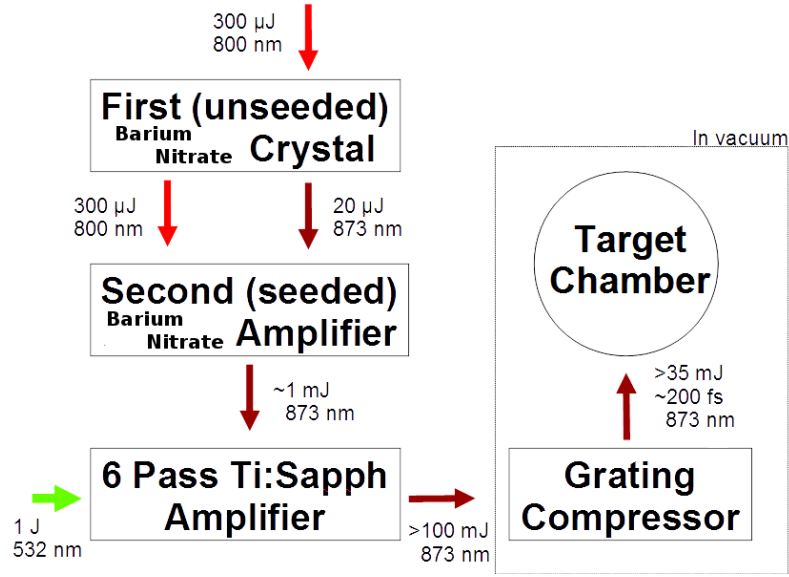 300 µJ
800 nm
First (unseeded)
Barium
Nitrate Crystal
300 µJ
800 nm
20 µJ
873 nm
Second (seeded)
Barium
Nitrate Amplifier
~1 mJ
873 nm
6 Pass Ti:Sapph
Amplifier
1 J
532 nm
>100 mJ
873 nm
In vacuum
Target
Chamber
>35 mJ
~200 fs
873 nm
Grating
Compressor